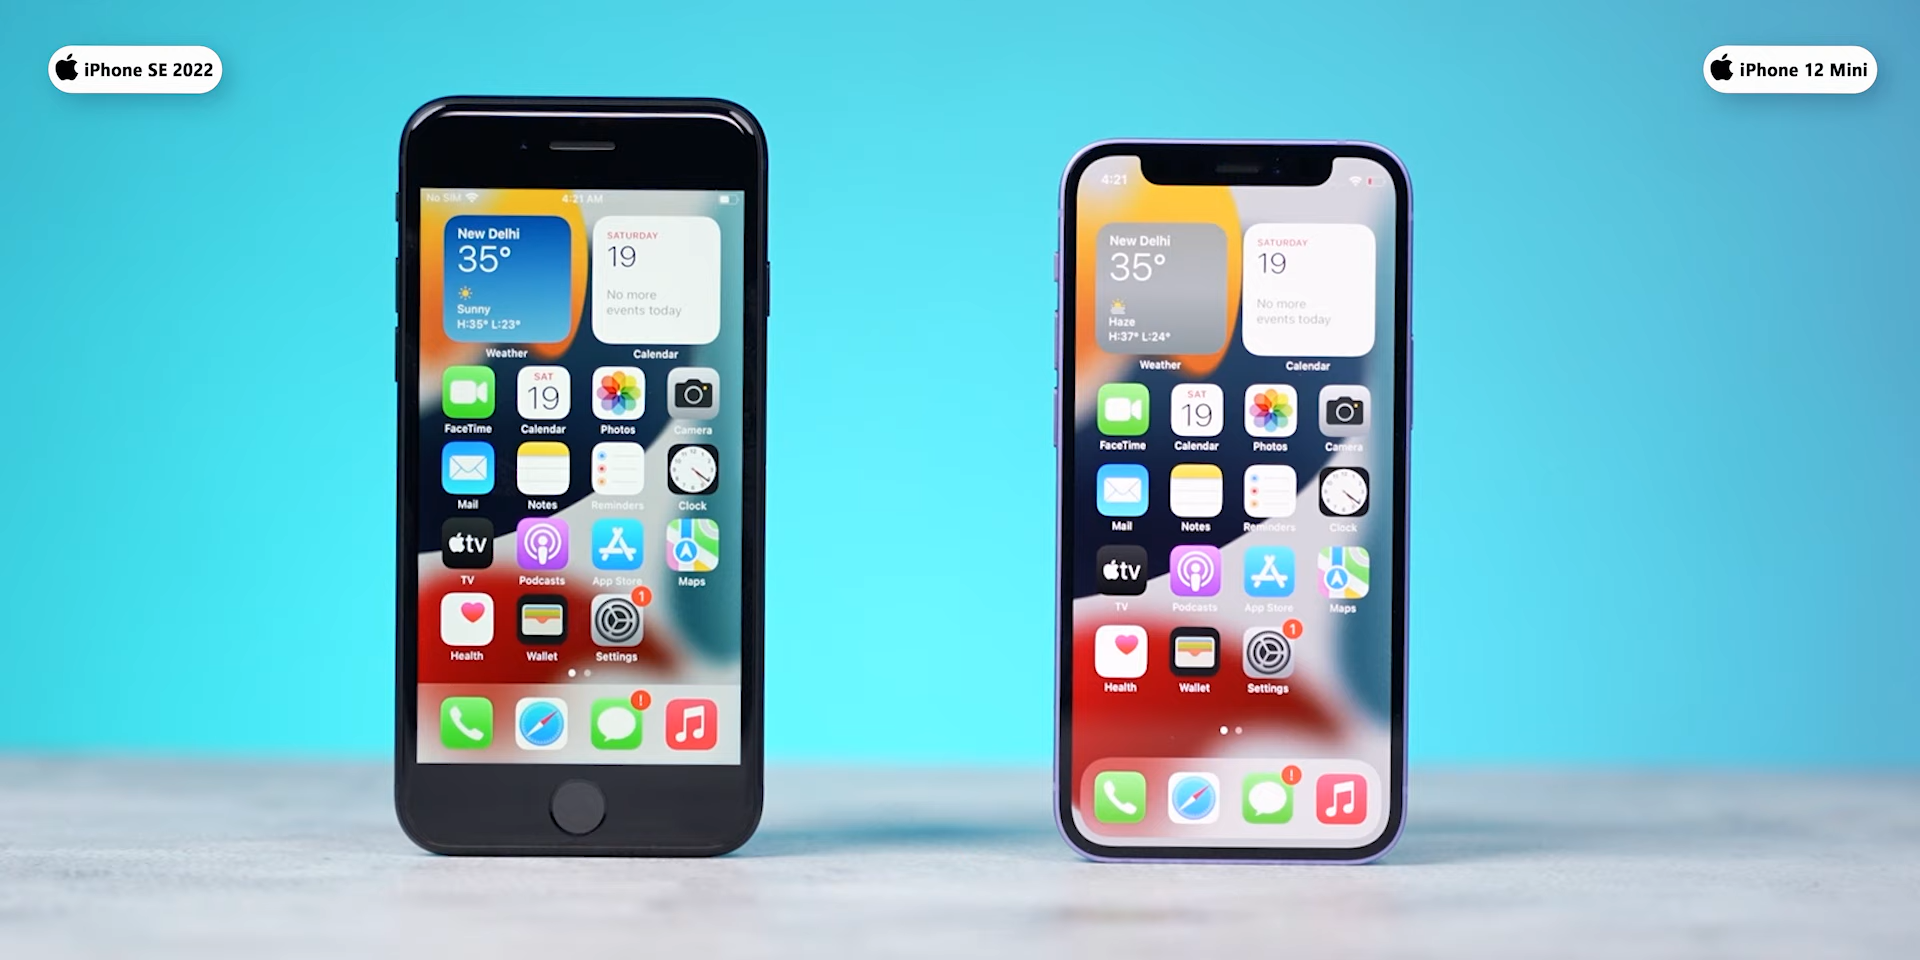 iPhone SE 2022
iPhone 12 Mini
No SIM
4:21 AM
New Delhi
35°
Sunny
H:35° L:23°
Weather
SATURDAY
19
No more
events today
Calendar
FaceTime
SAT
19
Calendar
Photos
Camera
Mail
Notes
Reminders
Clock
tv
TV
Podcasts
App Store
Maps
Health
Wallet
1
Settings
!
4:21
New Delhi
35°
Haze
H:37° L:24°
Weather
SATURDAY
19
No more
events today
Calendar
FaceTime
SAT
19
Calendar
Photos
Camera
Mail
Notes
Reminders
Clock
tv
TV
Podcasts
App Store
Maps
Health
Wallet
1
Settings
!